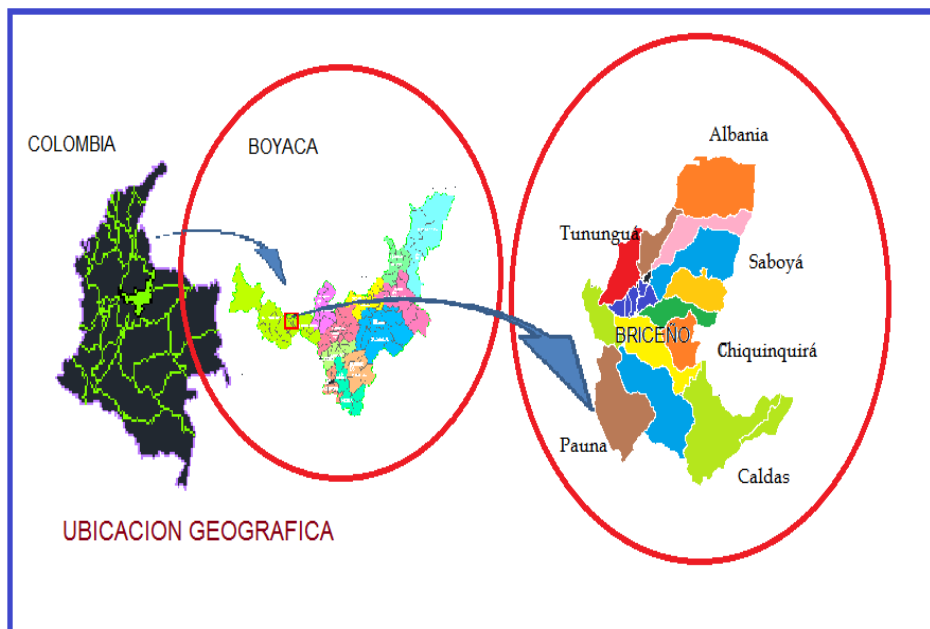 COLOMBIA
BOYACA
Albania
Tununguá
Saboyá
BRICEÑO
Chiquinquirá
Pauna
Caldas
UBICACION GEOGRAFICA